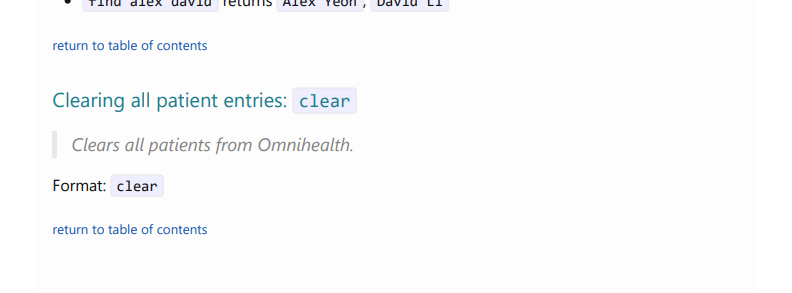 find alex david returns Alex Yeoh, David Li
return to table of contents
Clearing all patient entries: clear
Clears all patients from Omnihealth.
Format: clear
return to table of contents